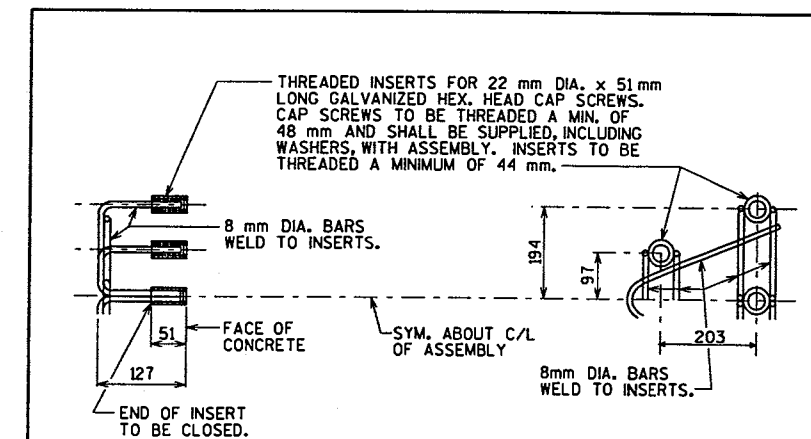 THREADED INSERTS FOR 22 mm DIA. x 51 mm
LONG GALVANIZED HEX. HEAD CAP SCREWS.
CAP SCREWS TO BE THREADED A MIN. OF
48 mm AND SHALL BE SUPPLIED, INCLUDING
WASHERS, WITH ASSEMBLY. INSERTS TO BE
THREADED A MINIMUM OF 44 mm.
8 mm DIA. BARS
WELD TO INSERTS.
194
97
51
FACE OF
CONCRETE
SYM. ABOUT C/L
OF ASSEMBLY
203
127
8mm DIA. BARS
WELD TO INSERTS.
END OF INSERT
TO BE CLOSED.